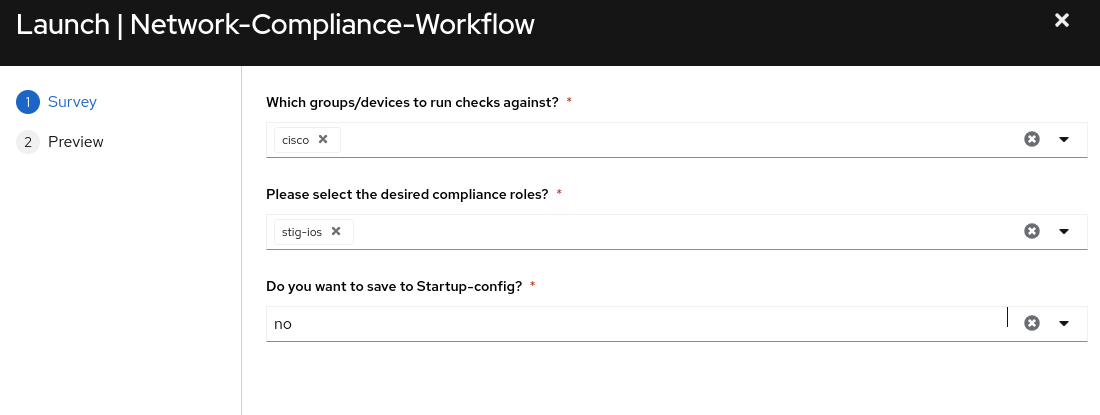 Launch | Network-Compliance-Workflow
1 Survey
2 Preview
Which groups/devices to run checks against? *
cisco
Please select the desired compliance roles? *
stig-ios
Do you want to save to Startup-config? *
no